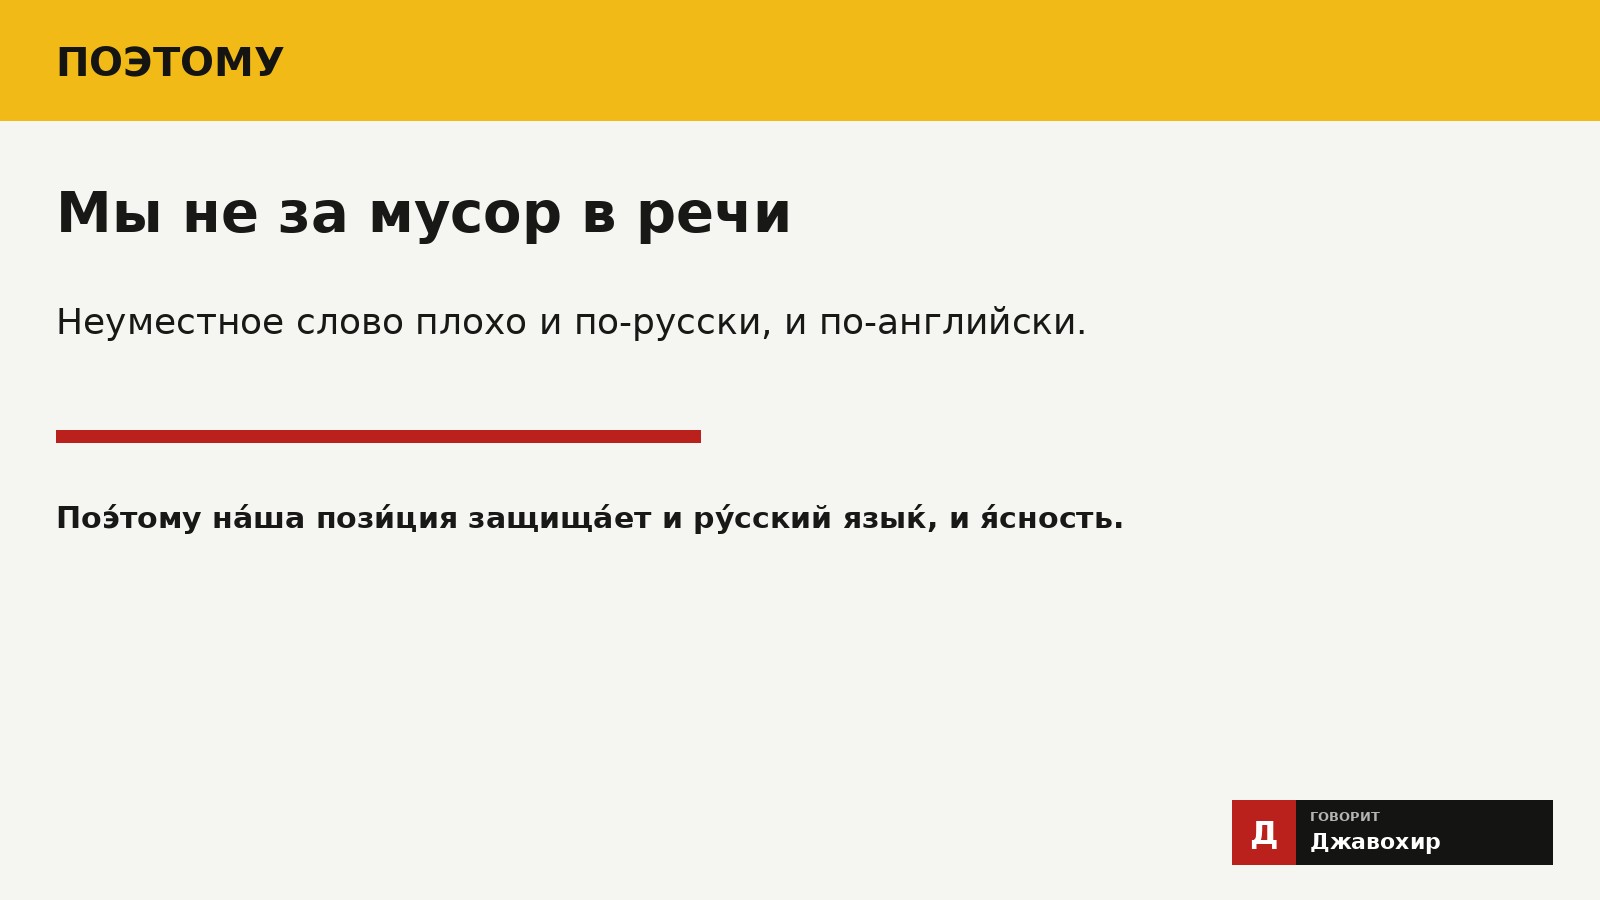 ПОЭТОМУ
Мы не за мусор в речи
Неуместное слово плохо и по-русски, и по-английски.
Поэ́тому на́ша пози́ция защища́ет и ру́сский языќ, и я́сность.
Д
ГОВОРИТ
Джавохир